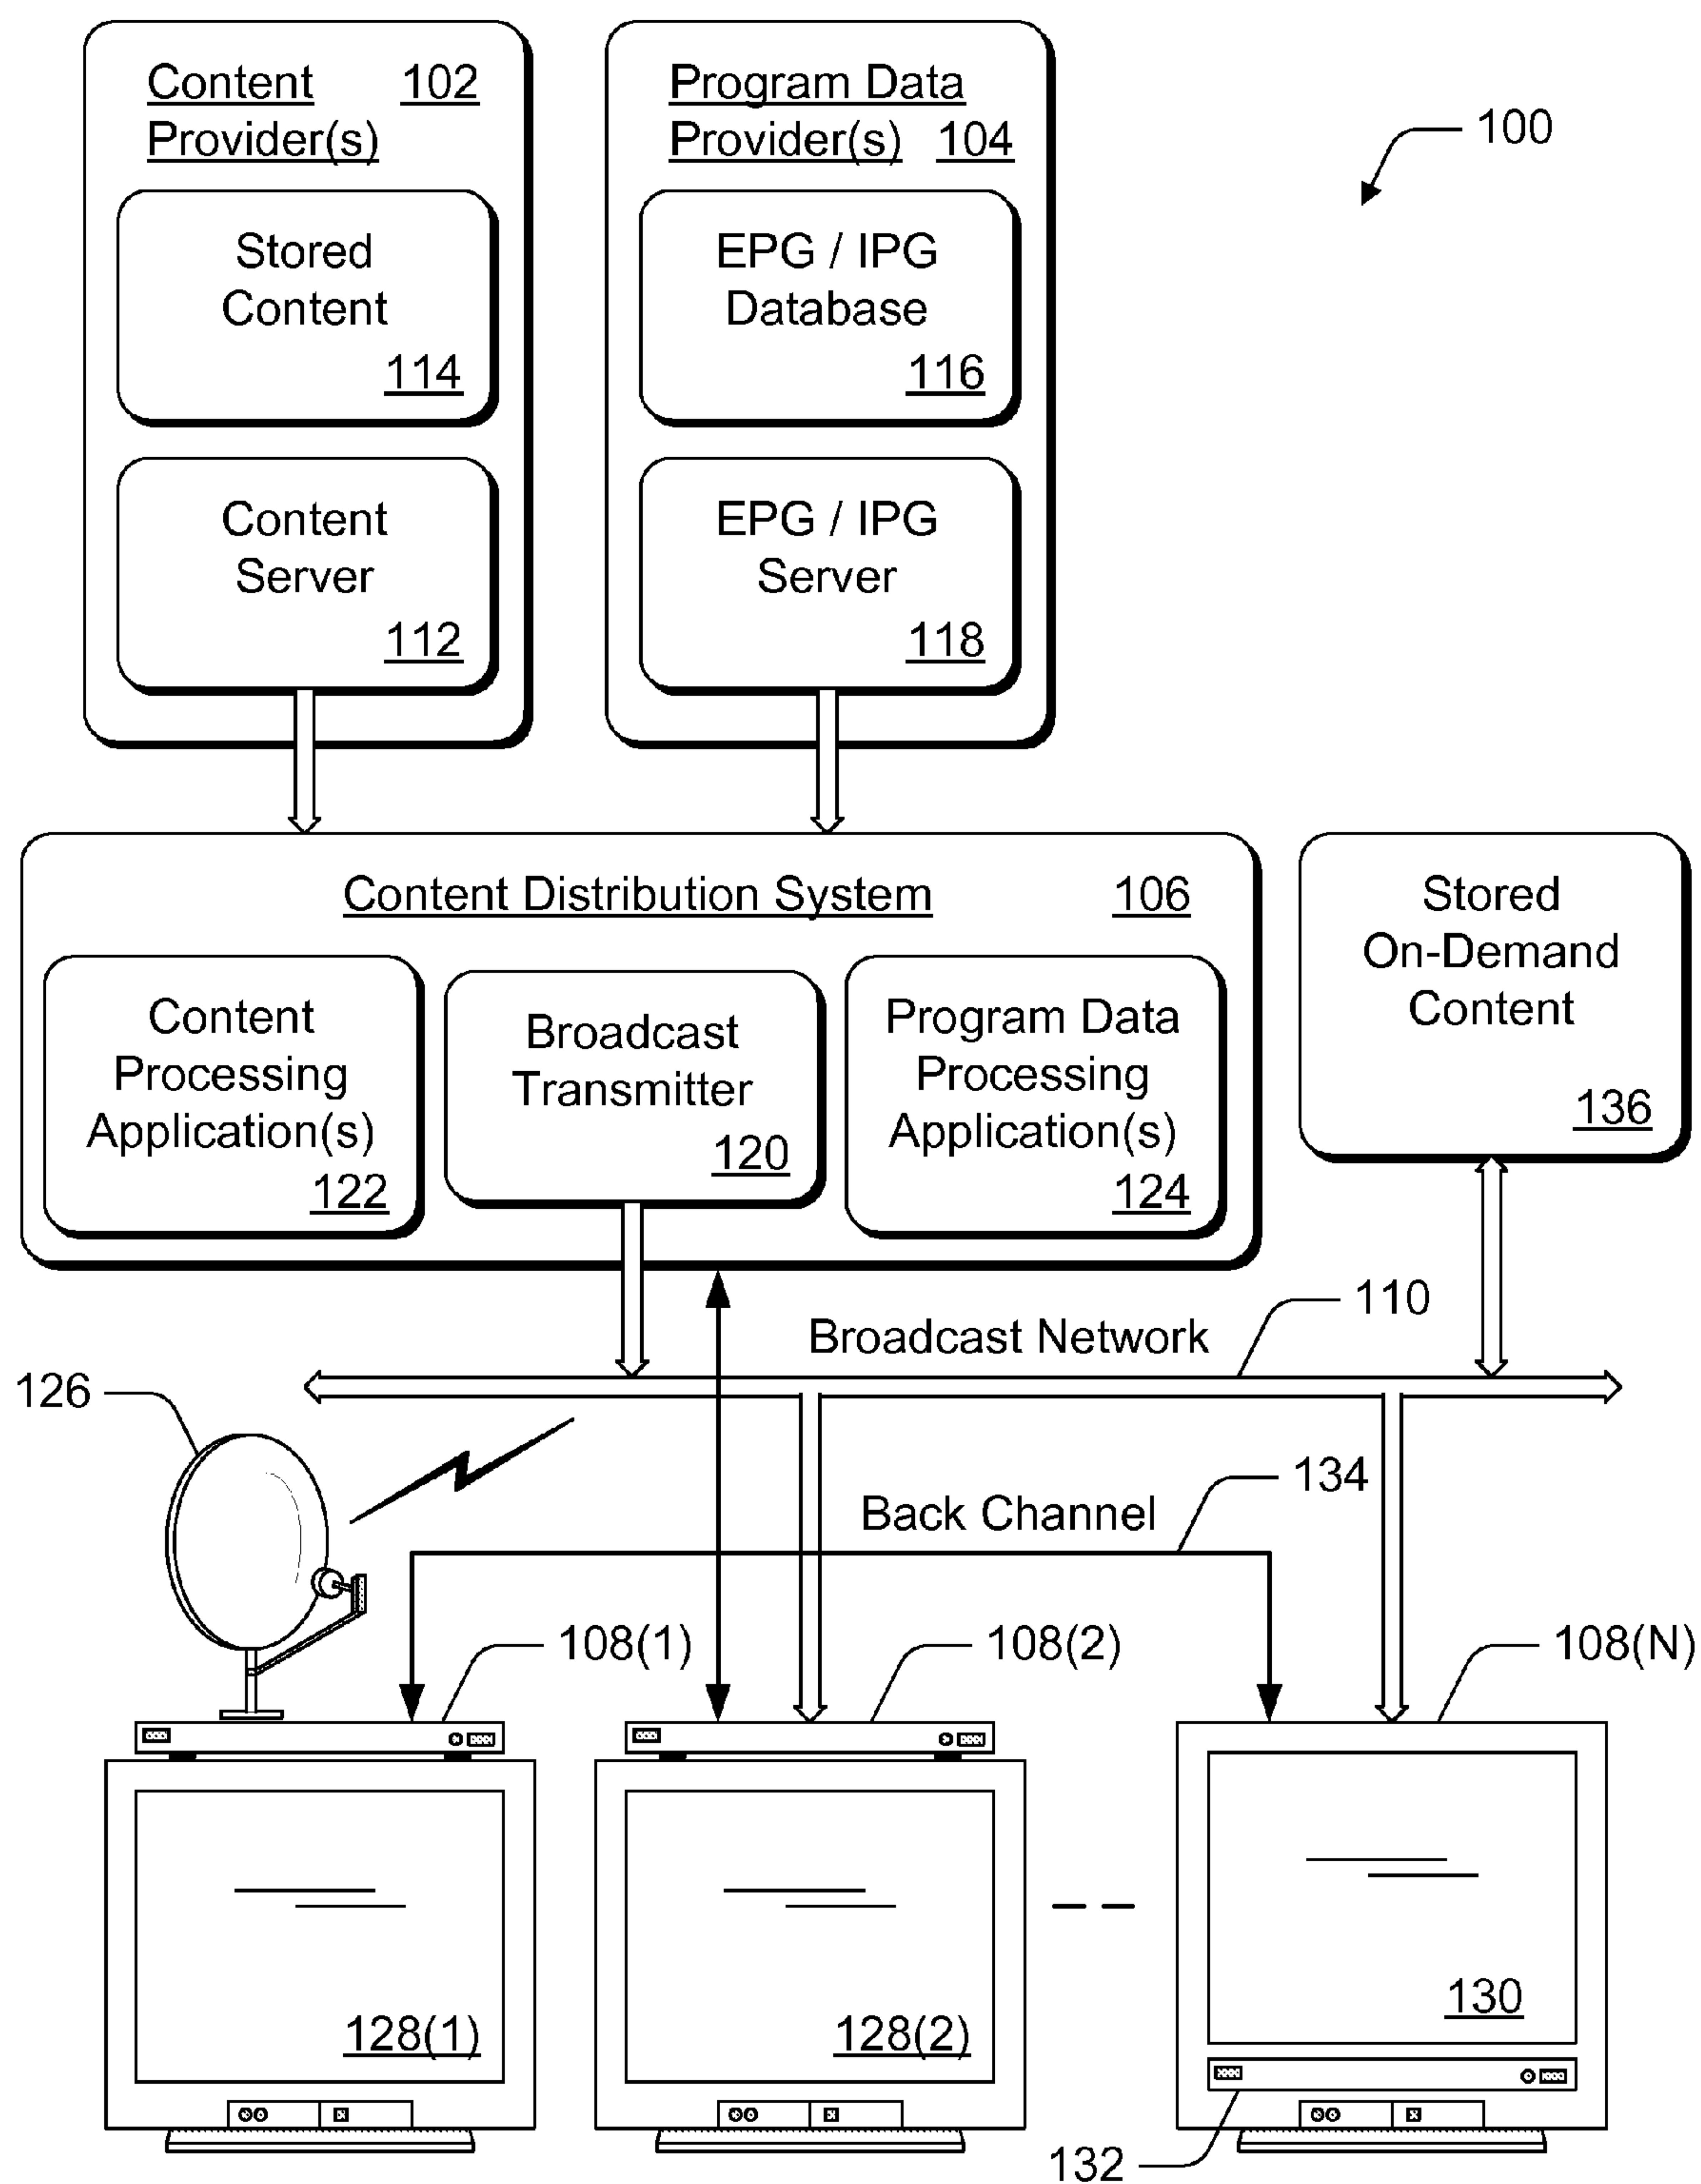 Content 102
Provider(s)
Stored
Content
114
Content
Server
112
Program Data
Provider(s) 104
EPG / IPG
Database
116
EPG / IPG
Server
118
100
Content Distribution System 106
Content
Processing
Application(s)
122
Broadcast
Transmitter
120
Program Data
Processing
Application(s)
124
Stored
On-Demand
Content
136
110
Broadcast Network
126
134
Back Channel
108(1)
108(2)
108(N)
128(1)
128(2)
130
132